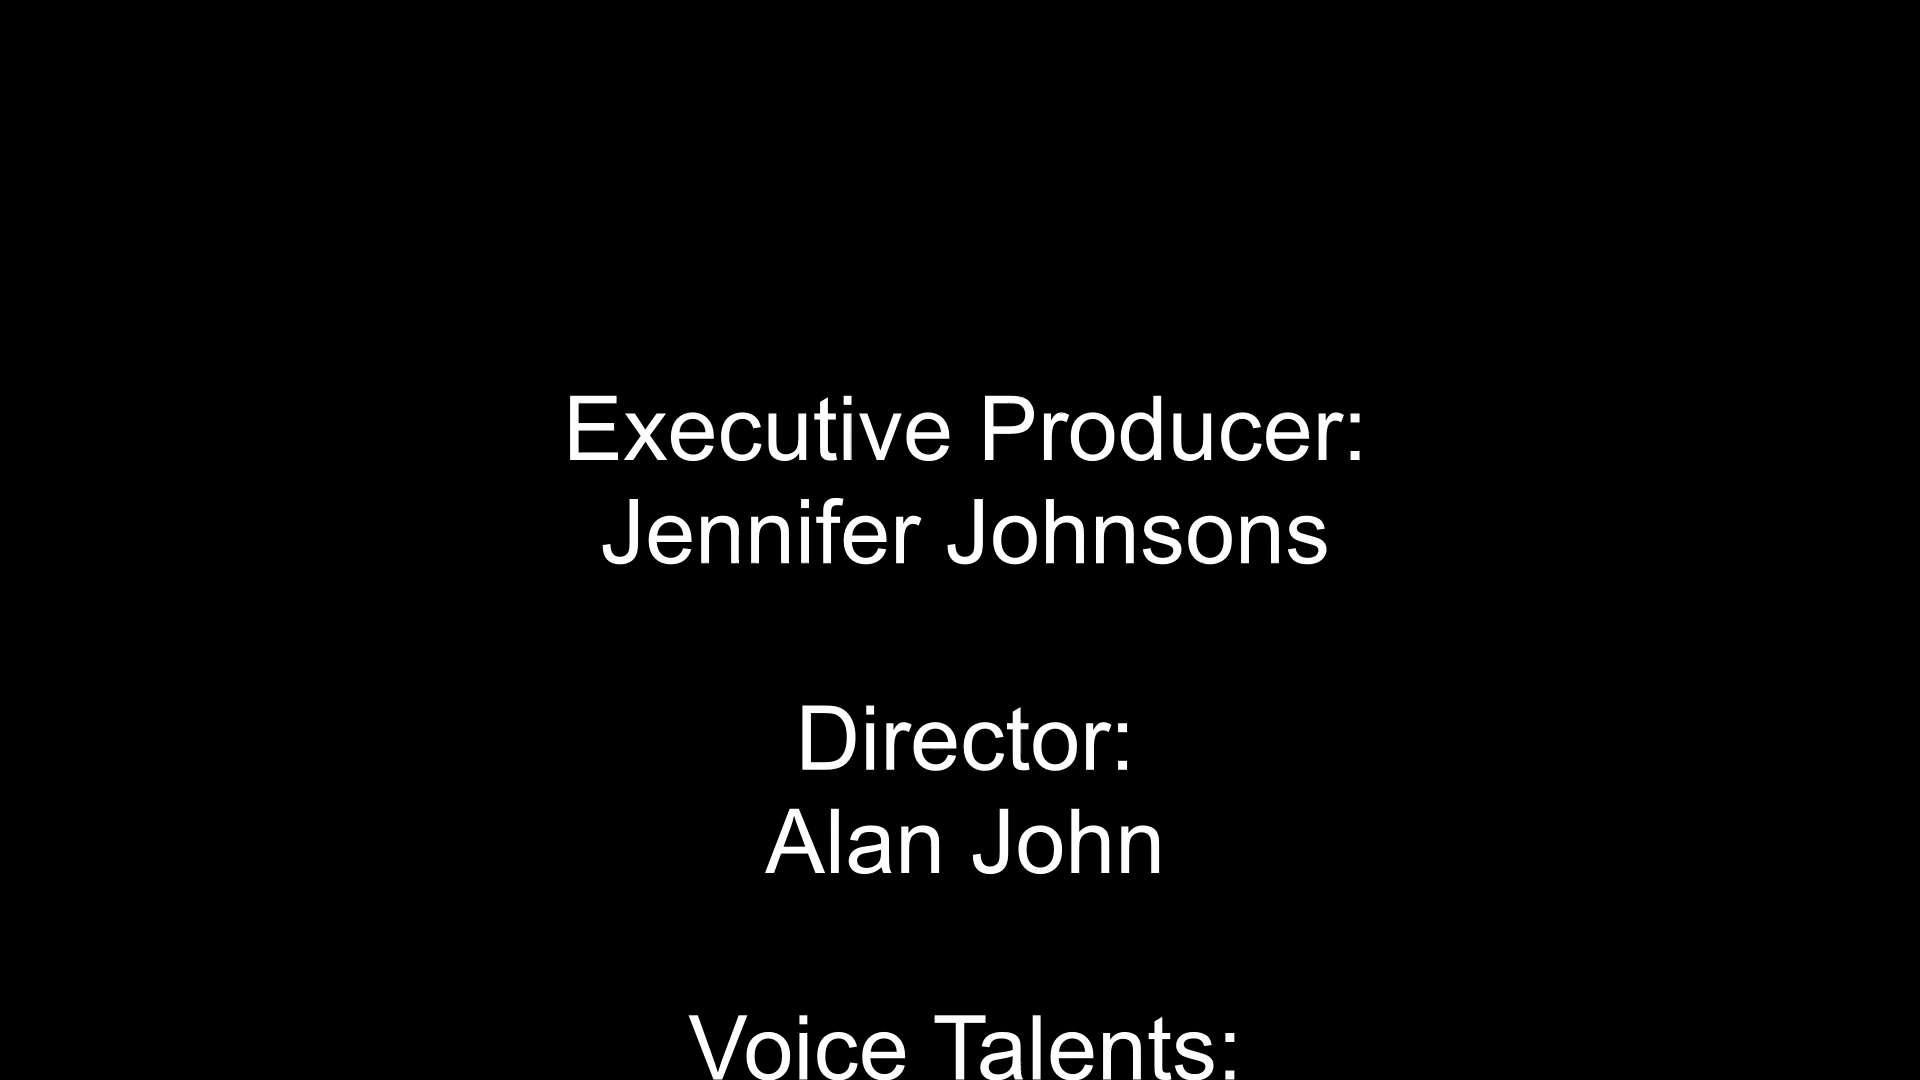 Executive Producer:
Jennifer Johnsons
Director:
Alan John
Voice Talents: